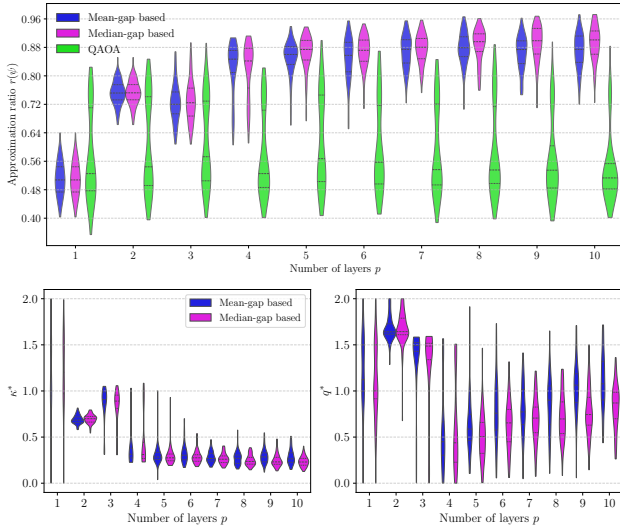 0.96
0.88
0.80
0.72
0.64
0.56
0.48
0.40
Approximation ratio r(ψ)
Mean-gap based
Median-gap based
QAOA
1 2 3 4 5 6 7 8 9 10
Number of layers p
2.0
1.5
1.0
0.5
0.0
κ*
Mean-gap based
Median-gap based
1 2 3 4 5 6 7 8 9 10
Number of layers p
2.0
1.5
1.0
0.5
0.0
q*
1 2 3 4 5 6 7 8 9 10
Number of layers p